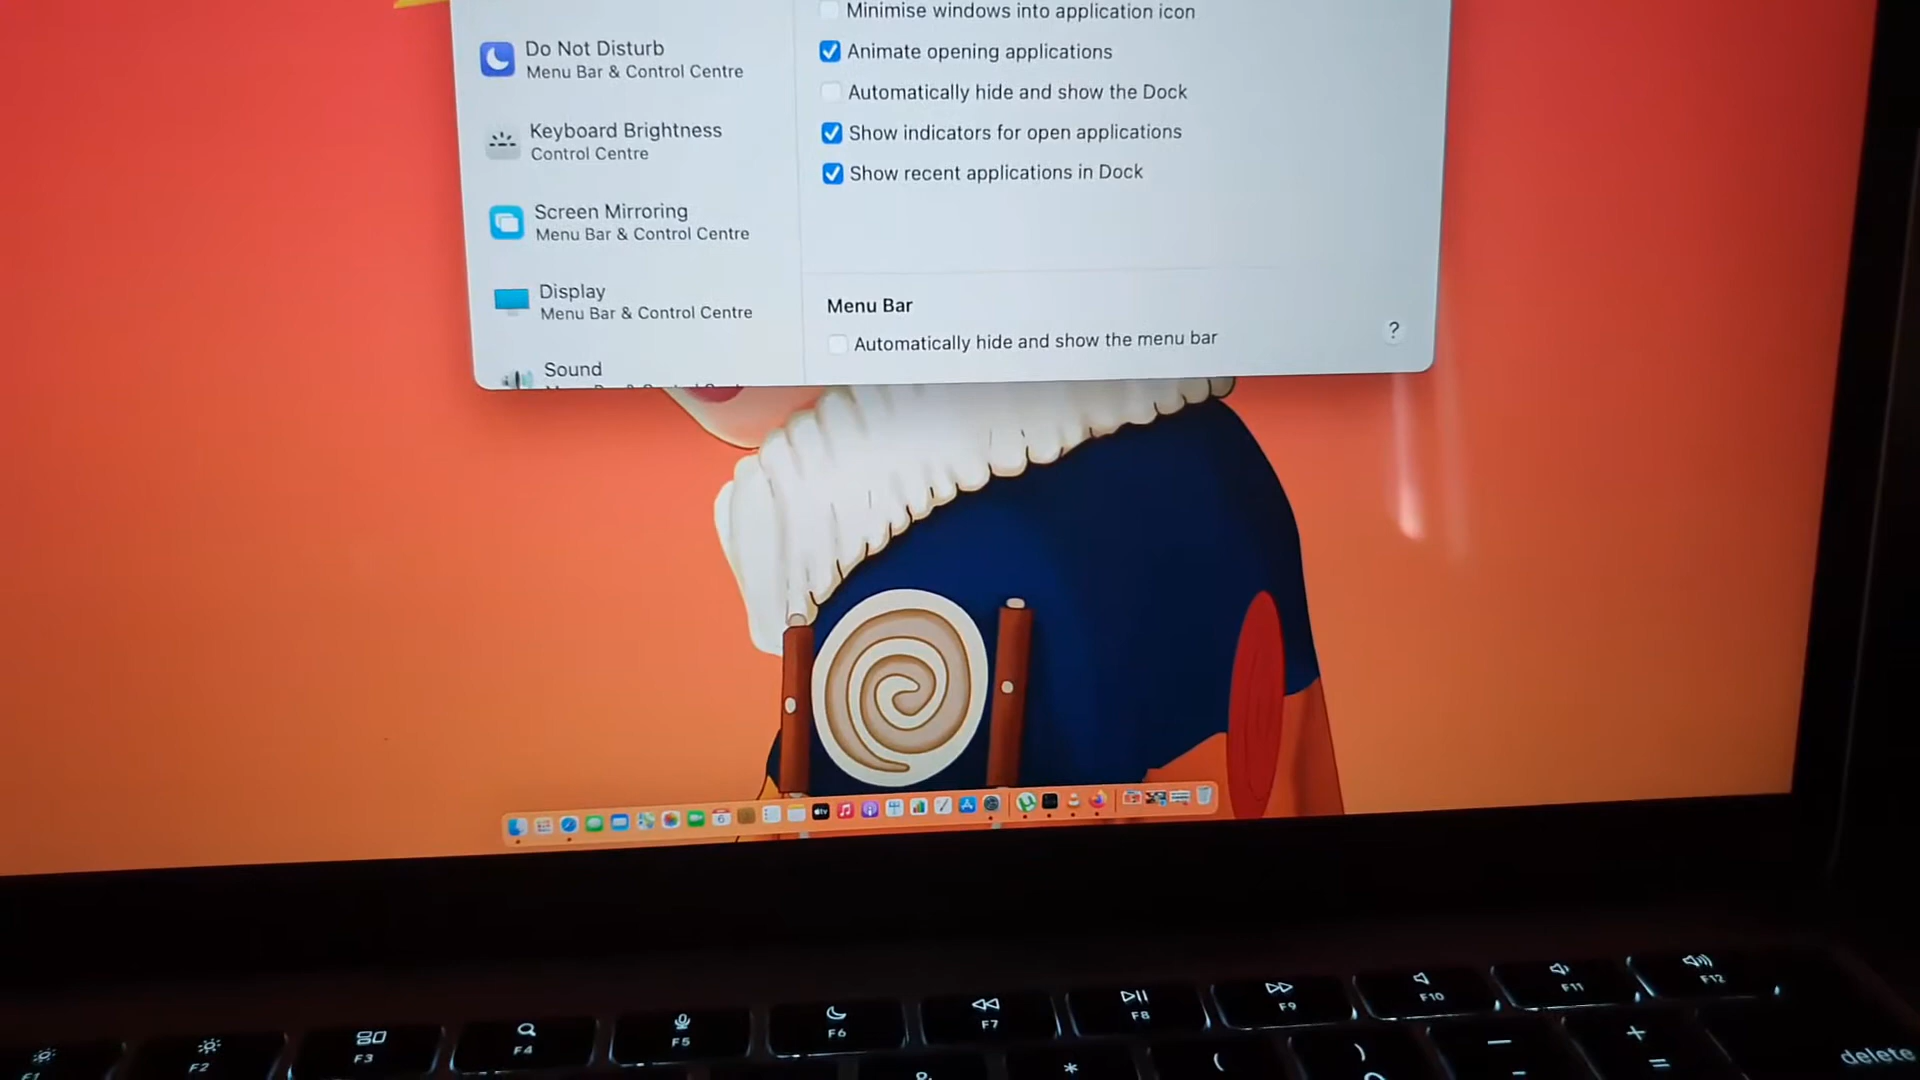 Minimise windows into application icon
Do Not Disturb
Menu Bar & Control Centre
Animate opening applications
Automatically hide and show the Dock
Keyboard Brightness
Control Centre
Show indicators for open applications
Show recent applications in Dock
Screen Mirroring
Menu Bar & Control Centre
Display
Menu Bar & Control Centre
Menu Bar
Automatically hide and show the menu bar
?
Sound
6
tv
F1
F2
F3
F4
F5
F6
F7
F8
F9
F10
F11
F12
*
(
)
—
-
+
=
delete